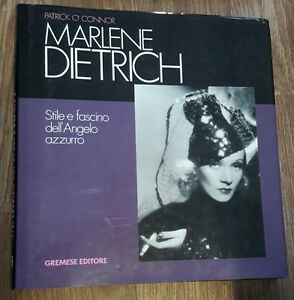 PATRICK O'CONNOR
MARLENE
DIETRICH
Stile e fascino
dell'Angelo
azzurro
GREMESE EDITORE